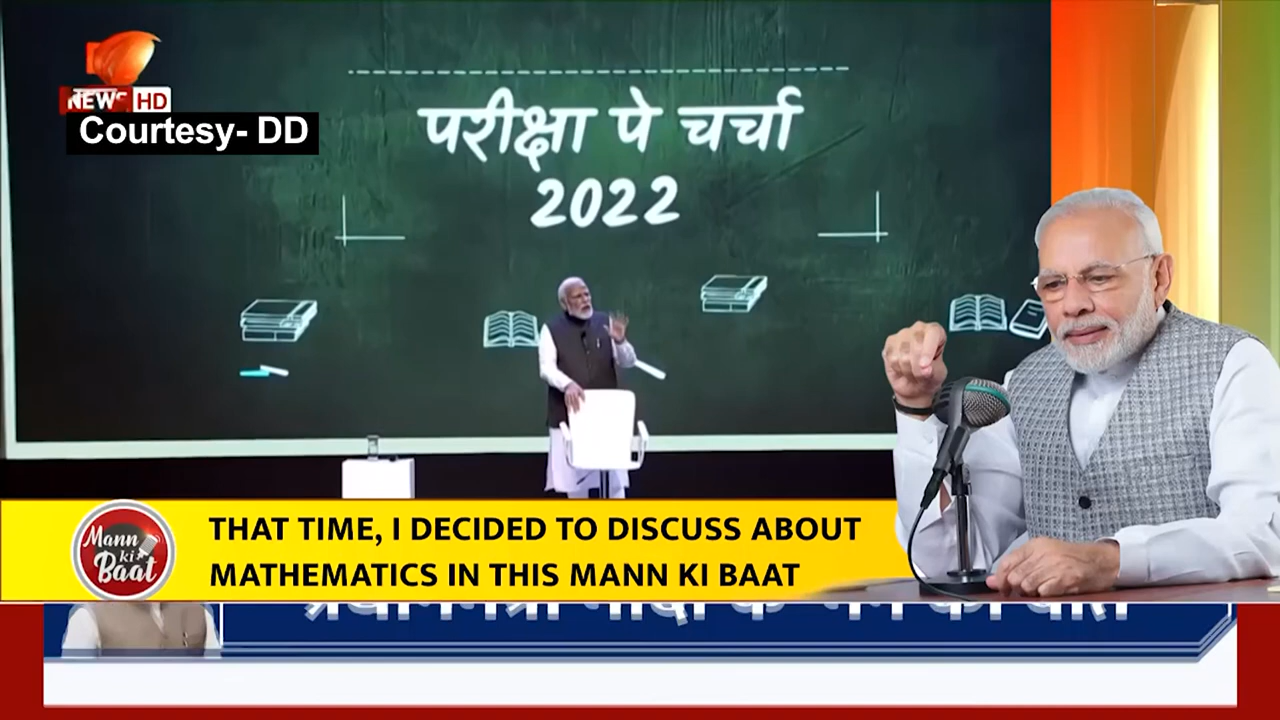 NEWS HD
Courtesy- DD
परीक्षा पे चर्चा
2022
Mann
ki
Baat
THAT TIME, I DECIDED TO DISCUSS ABOUT
MATHEMATICS IN THIS MANN KI BAAT